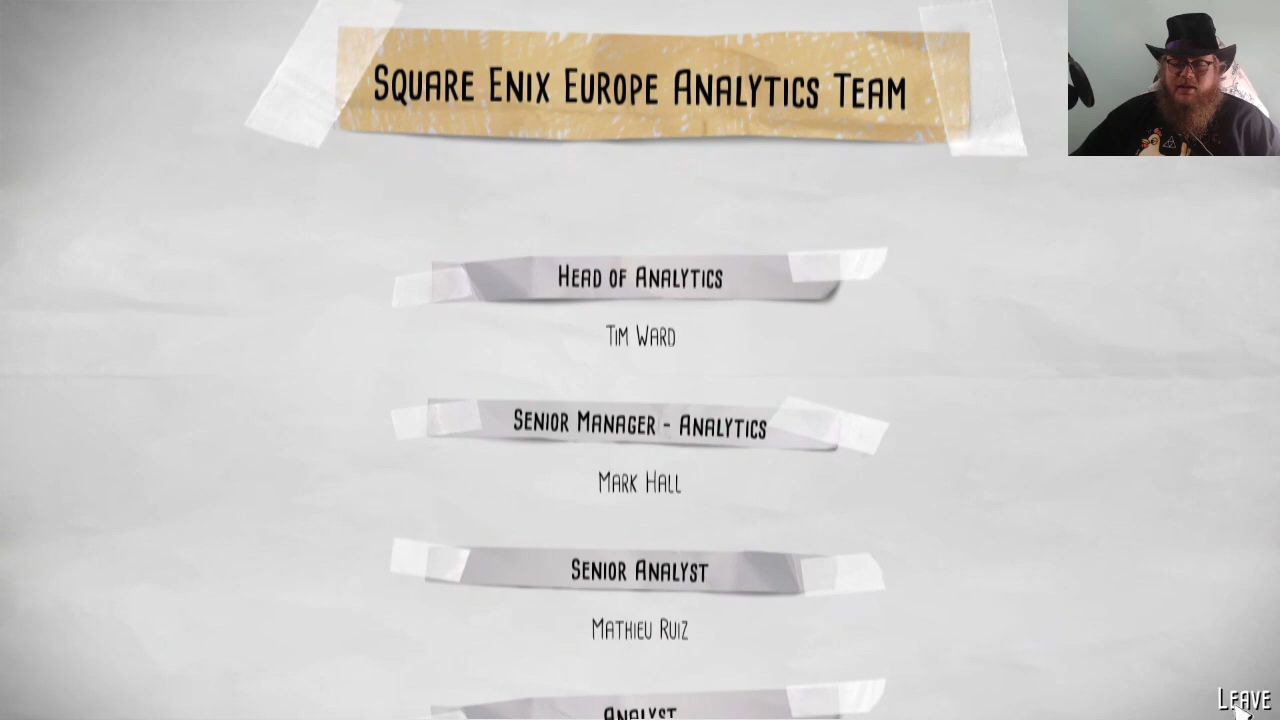 Square Enix Europe Analytics Team
Head of Analytics
Tim Ward
Senior Manager - Analytics
Mark Hall
Senior Analyst
Mathieu Ruiz
Analyst
Leave